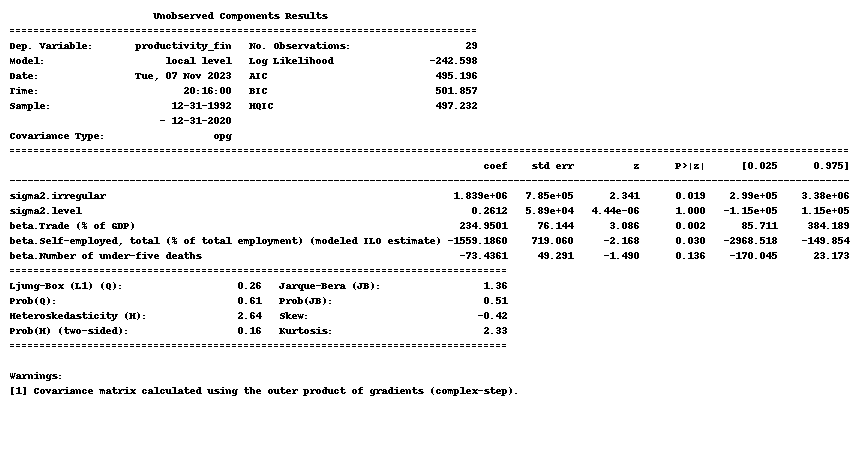 Unobserved Components Results
==============================================================================
Dep. Variable: productivity_fin No. Observations: 29
Model: local level Log Likelihood -242.598
Date: Tue, 07 Nov 2023 AIC 495.196
Time: 20:16:00 BIC 501.857
Sample: 12-31-1992 HQIC 497.232
- 12-31-2020
Covariance Type: opg
==============================================================================
coef std err z P>|z| [0.025 0.975]
------------------------------------------------------------------------------
sigma2.irregular 1.839e+06 7.85e+05 2.341 0.019 2.99e+05 3.38e+06
sigma2.level 0.2612 5.89e+04 4.44e-06 1.000 -1.15e+05 1.15e+05
beta.Trade (% of GDP) 234.9501 76.144 3.086 0.002 85.711 384.189
beta.Self-employed, total (% of total employment) (modeled ILO estimate) -1559.1860 719.060 -2.168 0.030 -2968.518 -149.854
beta.Number of under-five deaths -73.4361 49.291 -1.490 0.136 -170.045 23.173
==============================================================================
Ljung-Box (L1) (Q): 0.26 Jarque-Bera (JB): 1.36
Prob(Q): 0.61 Prob(JB): 0.51
Heteroskedasticity (H): 2.64 Skew: -0.42
Prob(H) (two-sided): 0.16 Kurtosis: 2.33
==============================================================================
Warnings:
[1] Covariance matrix calculated using the outer product of gradients (complex-step).